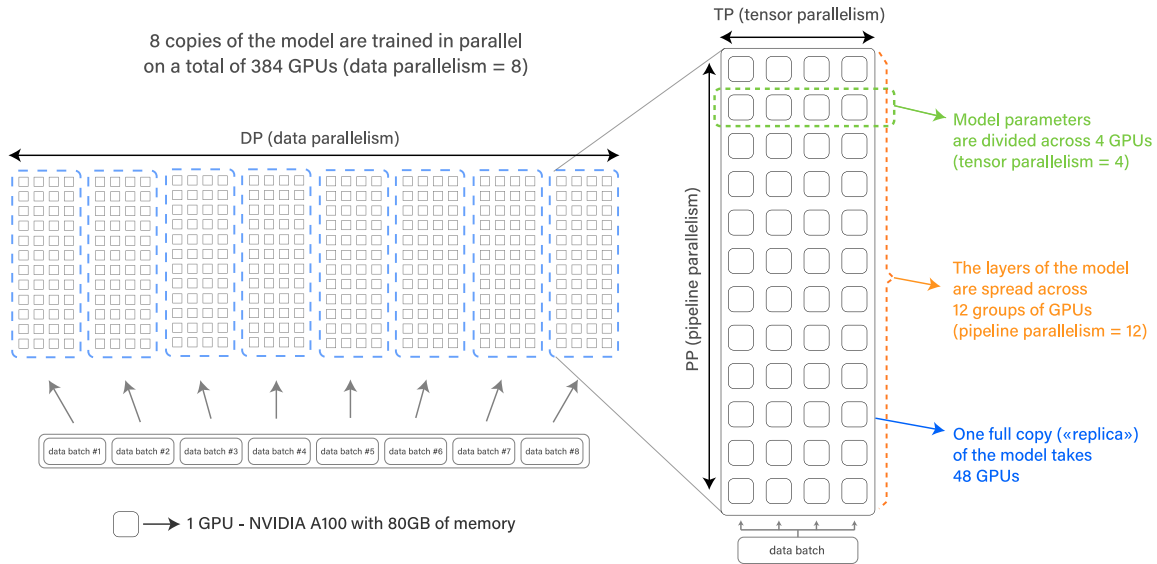 8 copies of the model are trained in parallel
on a total of 384 GPUs (data parallelism = 8)
DP (data parallelism)
data batch #1
data batch #2
data batch #3
data batch #4
data batch #5
data batch #6
data batch #7
data batch #8
1 GPU - NVIDIA A100 with 80GB of memory
TP (tensor parallelism)
PP (pipeline parallelism)
data batch
Model parameters
are divided across 4 GPUs
(tensor parallelism = 4)
The layers of the model
are spread across
12 groups of GPUs
(pipeline parallelism = 12)
One full copy («replica»)
of the model takes
48 GPUs